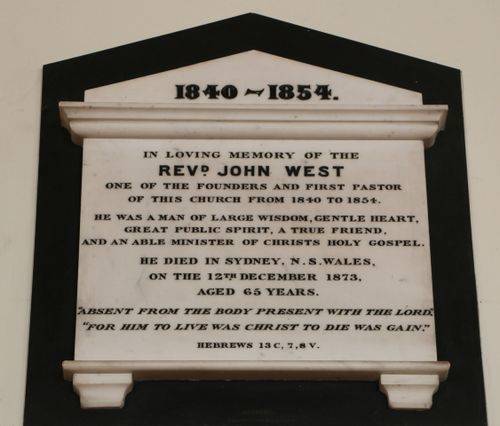 1840~1854.
IN LOVING MEMORY OF THE
REVD. JOHN WEST
ONE OF THE FOUNDERS AND FIRST PASTOR
OF THIS CHURCH FROM 1840 TO 1854.
HE WAS A MAN OF LARGE WISDOM, GENTLE HEART,
GREAT PUBLIC SPIRIT, A TRUE FRIEND,
AND AN ABLE MINISTER OF CHRISTS HOLY GOSPEL.
HE DIED IN SYDNEY, N.S.WALES,
ON THE 12TH DECEMBER 1873,
AGED 65 YEARS.
"ABSENT FROM THE BODY PRESENT WITH THE LORD."
"FOR HIM TO LIVE WAS CHRIST TO DIE WAS GAIN."
HEBREWS 13 C, 7, 8 V.